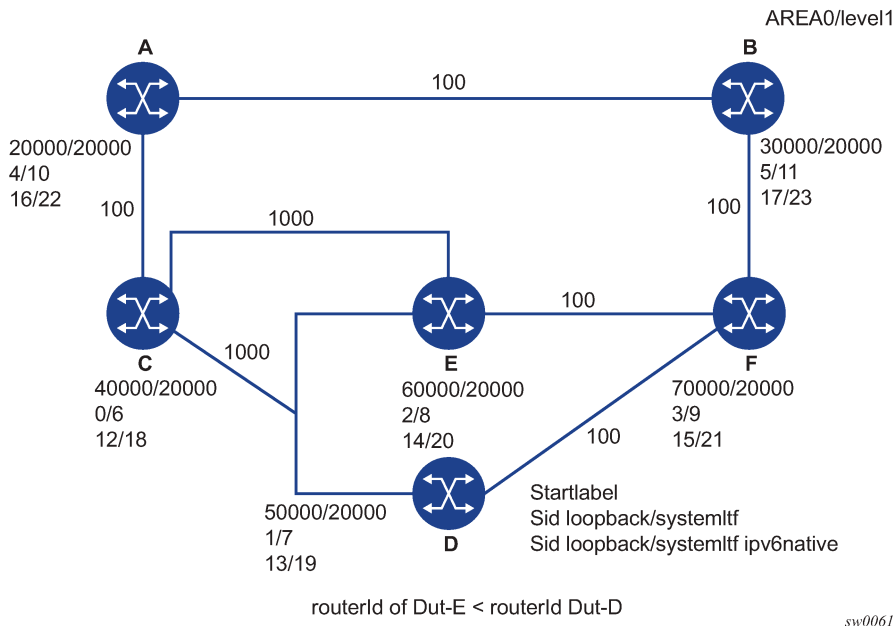 AREA0/level1
A
B
100
20000/20000
4/10
16/22
30000/20000
5/11
17/23
100
100
1000
100
1000
C
E
F
40000/20000
0/6
12/18
60000/20000
2/8
14/20
70000/20000
3/9
15/21
100
50000/20000
1/7
13/19
D
Startlabel
Sid loopback/systemItf
Sid loopback/systemItf ipv6native
routerId of Dut-E < routerId Dut-D
sw0061